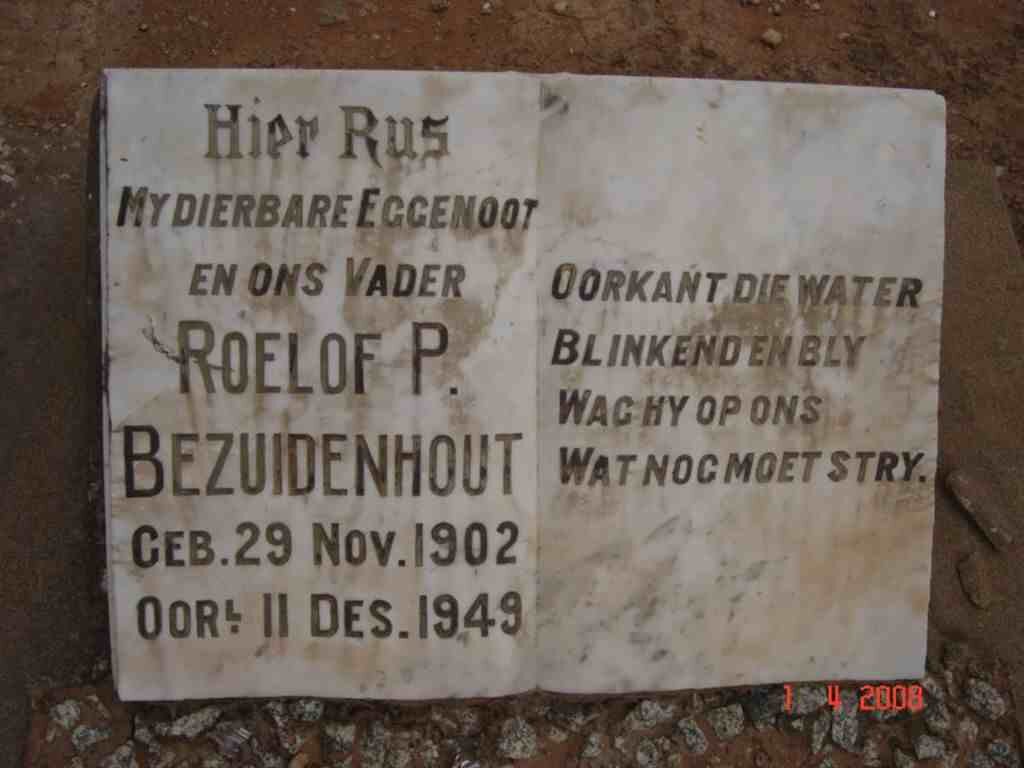 Hier Rus
MY DIERBARE EGGENOOT
EN ONS VADER
ROELOF P.
BEZUIDENHOUT
GEB. 29 NOV. 1902
OORL 11 DES. 1949
OORKANT DIE WATER
BLINKEND EN BLY
WAG HY OP ONS
WAT NOG MOET STRY.
1 4 2008